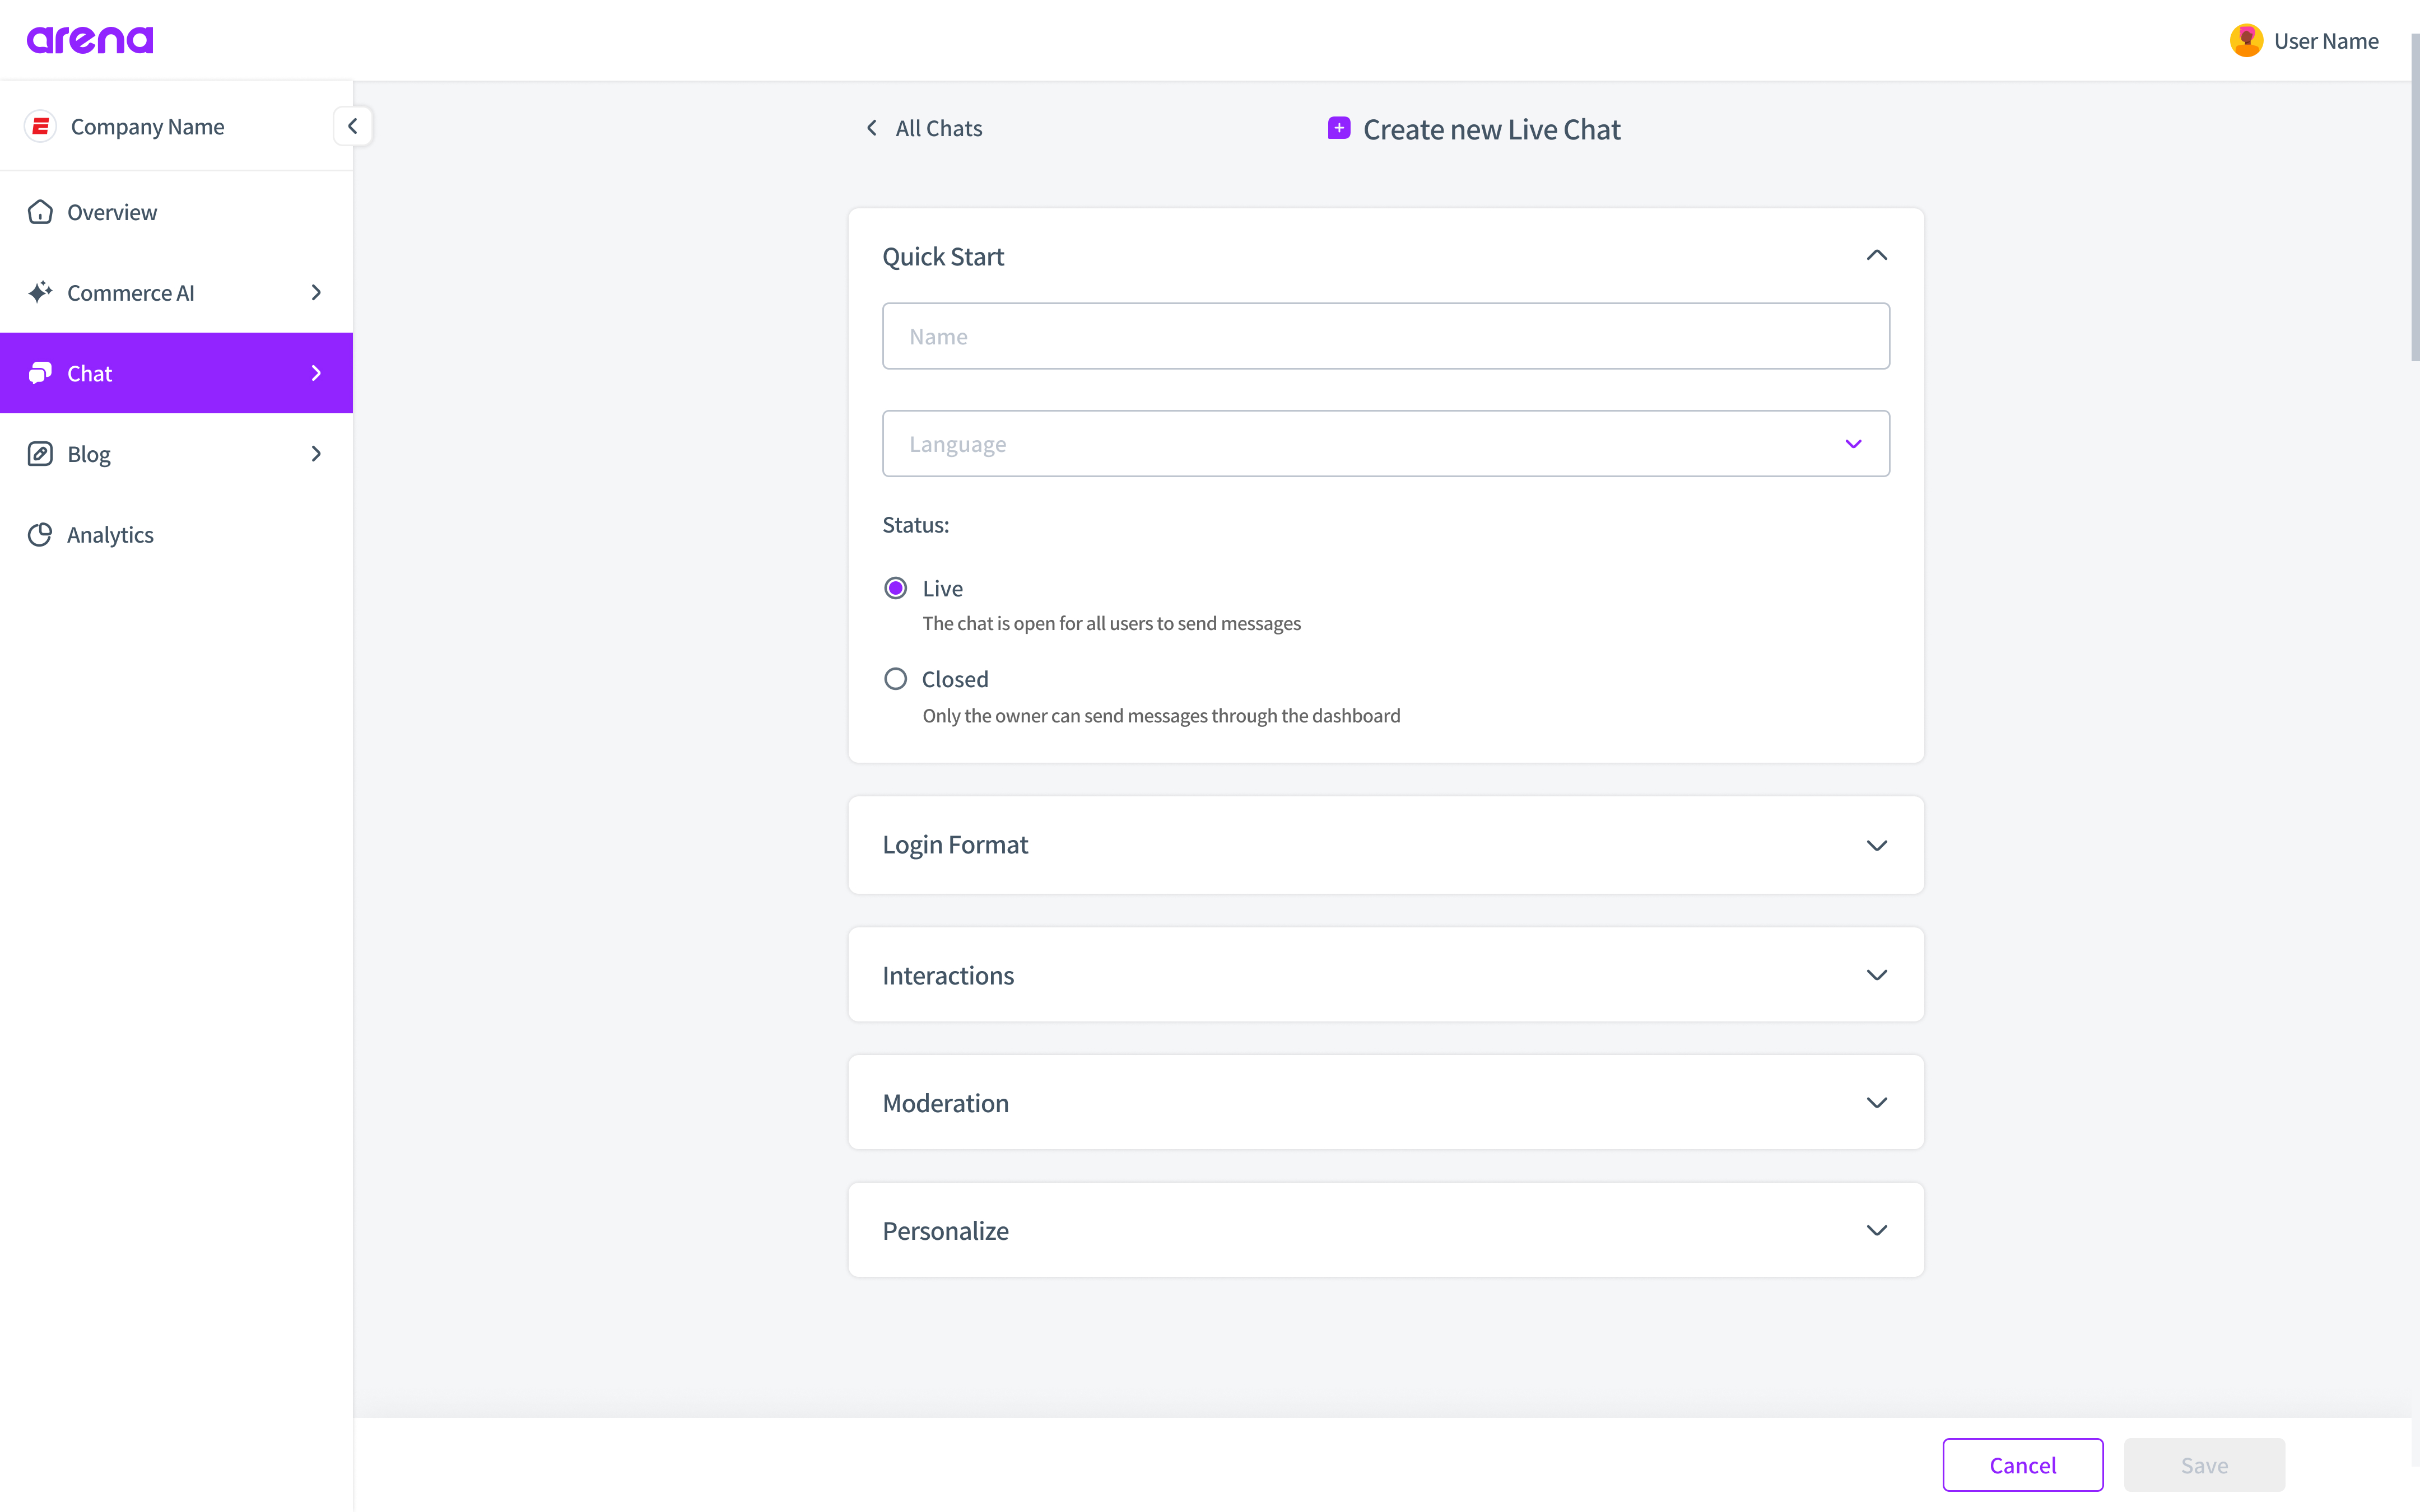 arena
User Name
Company Name
Overview
Commerce AI
Chat
Blog
Analytics
All Chats
Create new Live Chat
Quick Start
Name
Language
Status:
Live
The chat is open for all users to send messages
Closed
Only the owner can send messages through the dashboard
Login Format
Interactions
Moderation
Personalize
Cancel
Save